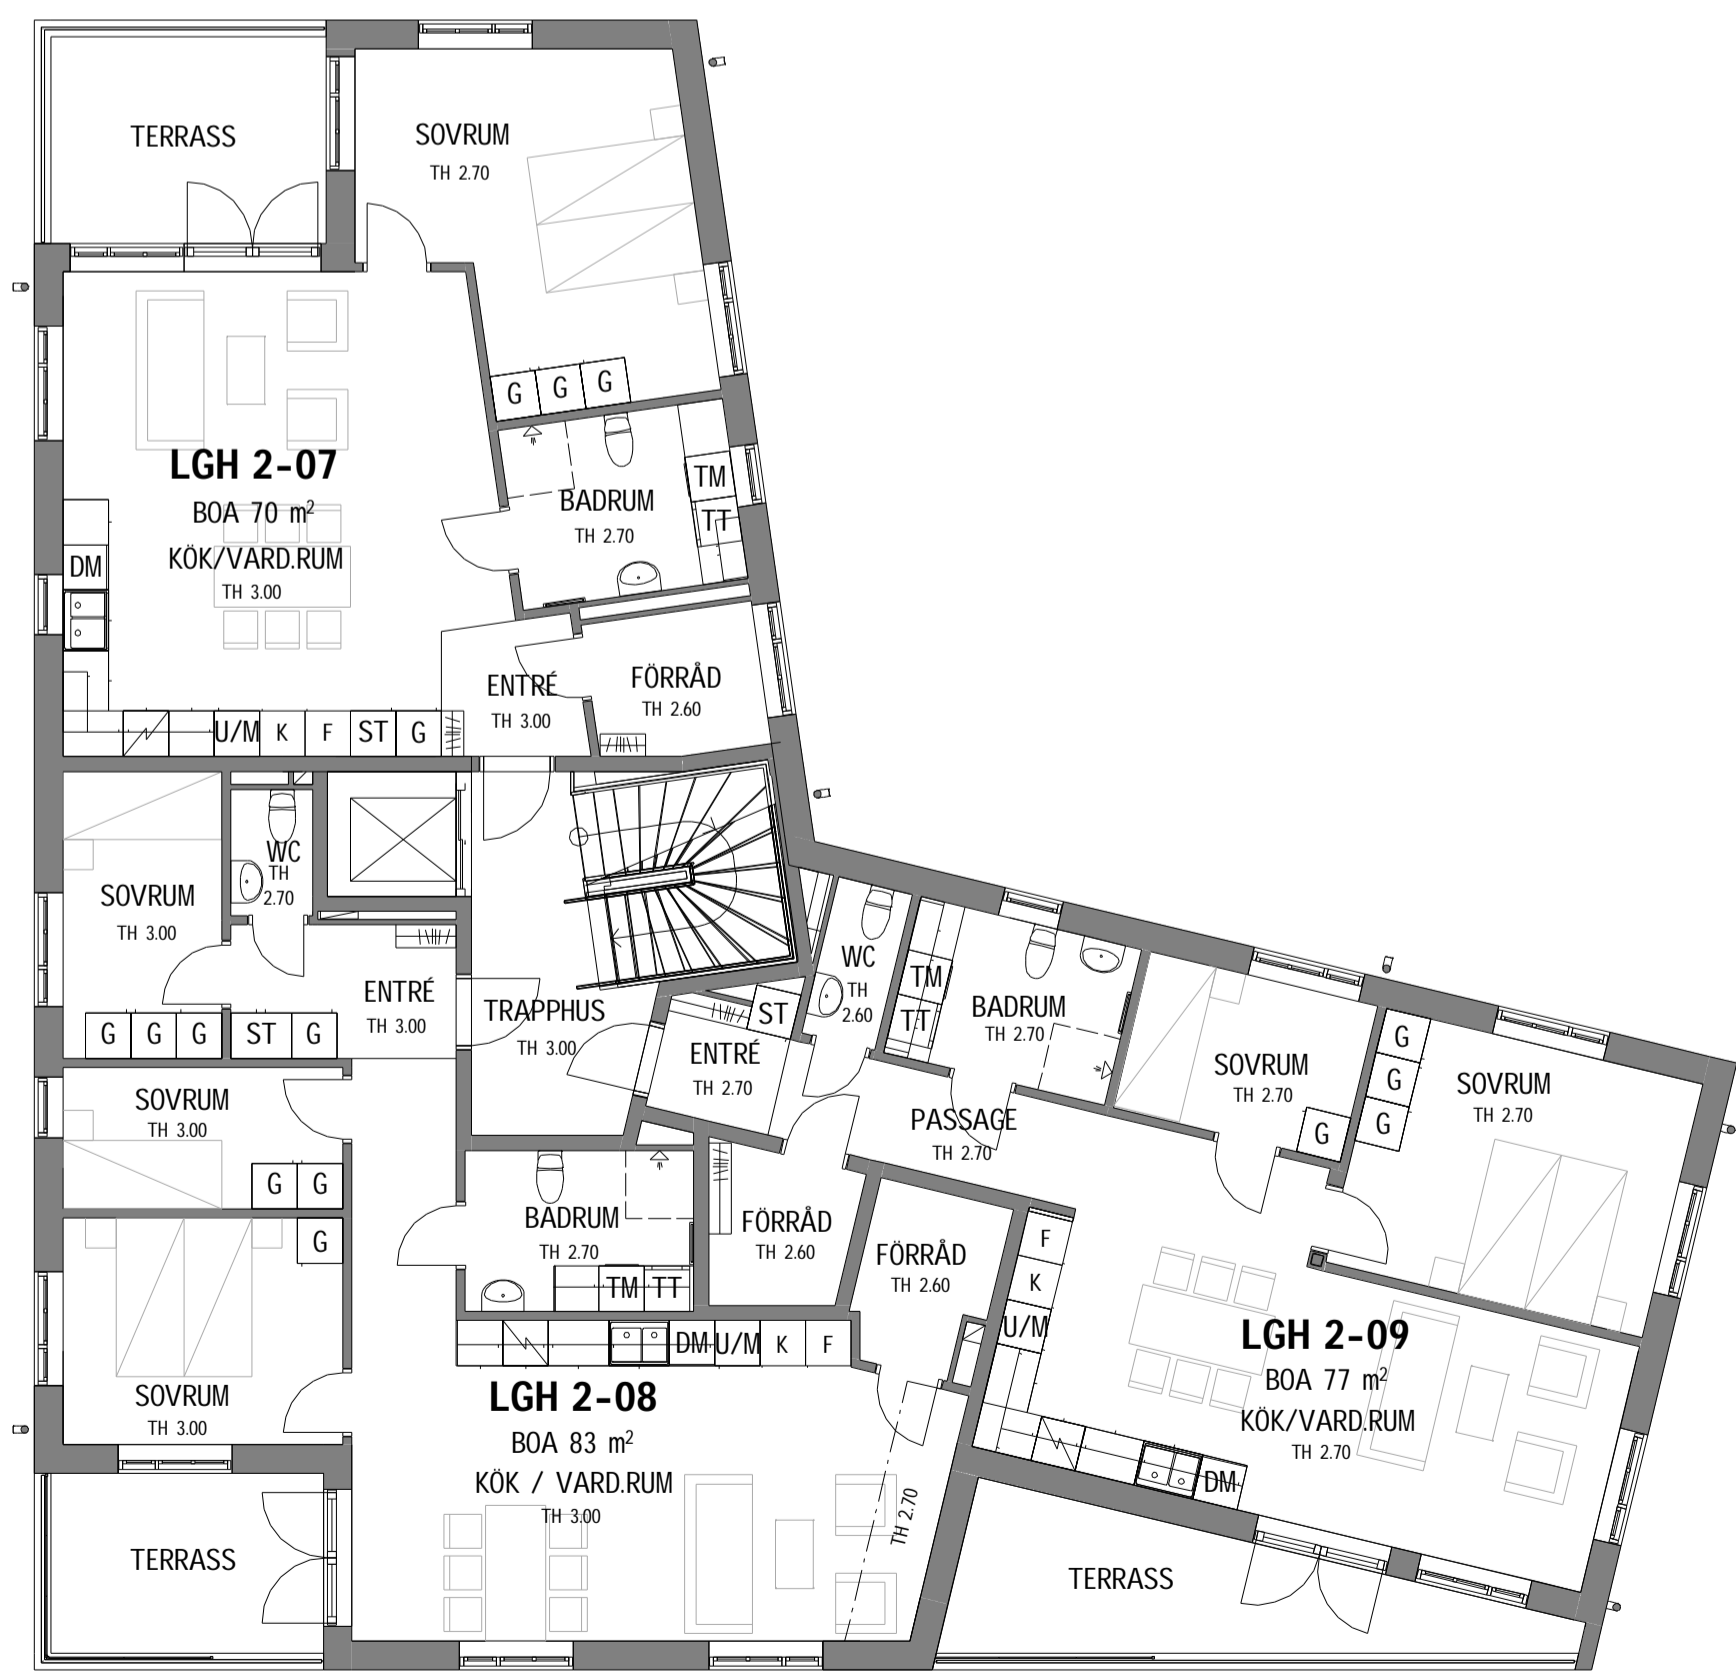 TERRASS
SOVRUM
TH 2.70
G G G
LGH 2-07
BOA 70 m²
KÖK/VARD.RUM
TH 3.00
DM
BADRUM
TH 2.70
TM
TT
ENTRÉ
TH 3.00
FÖRRÅD
TH 2.60
U/M K F ST G
SOVRUM
TH 3.00
WC
TH
2.70
G G G ST G
ENTRÉ
TH 3.00
TRAPPHUS
TH 3.00
ST
ENTRÉ
TH 2.70
WC
TH
2.60
TM
TT
BADRUM
TH 2.70
PASSAGE
TH 2.70
SOVRUM
TH 2.70
G
G
G
G
SOVRUM
TH 2.70
SOVRUM
TH 3.00
G G
G
SOVRUM
TH 3.00
BADRUM
TH 2.70
TM TT
FÖRRÅD
TH 2.60
FÖRRÅD
TH 2.60
DM U/M K F
LGH 2-08
BOA 83 m²
KÖK / VARD.RUM
TH 3.00
TH 2.70
F
K
U/M
LGH 2-09
BOA 77 m²
KÖK/VARD.RUM
TH 2.70
DM
TERRASS
TERRASS